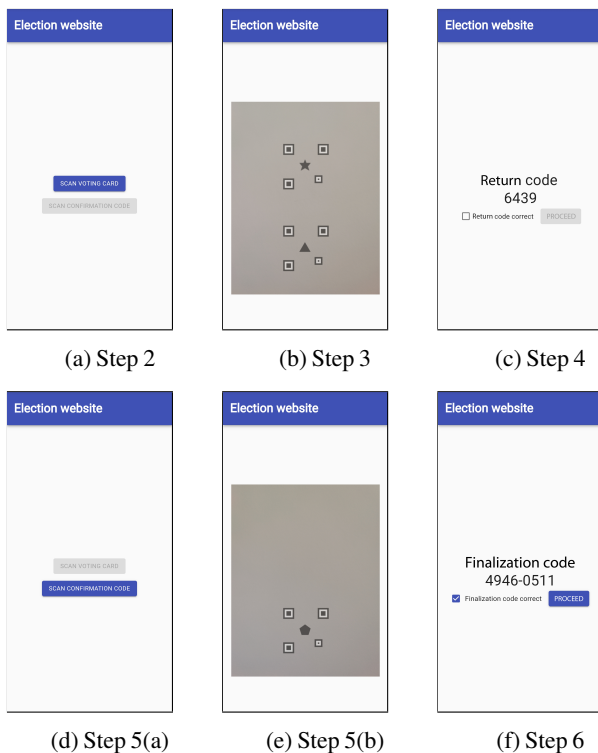 Election website
SCAN VOTING CARD
SCAN CONFIRMATION CODE
(a) Step 2
Election website
(b) Step 3
Election website
Return code
6439
Return code correct PROCEED
(c) Step 4
Election website
SCAN VOTING CARD
SCAN CONFIRMATION CODE
(d) Step 5(a)
Election website
(e) Step 5(b)
Election website
Finalization code
4946-0511
Finalization code correct PROCEED
(f) Step 6